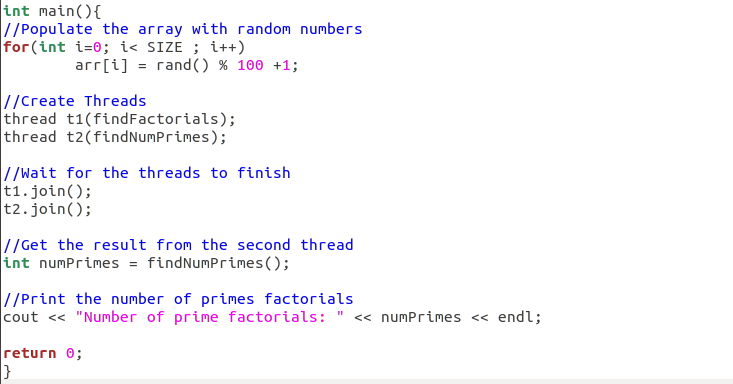 int main(){
//Populate the array with random numbers
for(int i=0; i< SIZE ; i++)
        arr[i] = rand() % 100 +1;

//Create Threads
thread t1(findFactorials);
thread t2(findNumPrimes);

//Wait for the threads to finish
t1.join();
t2.join();

//Get the result from the second thread
int numPrimes = findNumPrimes();

//Print the number of primes factorials
cout << "Number of prime factorials: " << numPrimes << endl;

return 0;
}